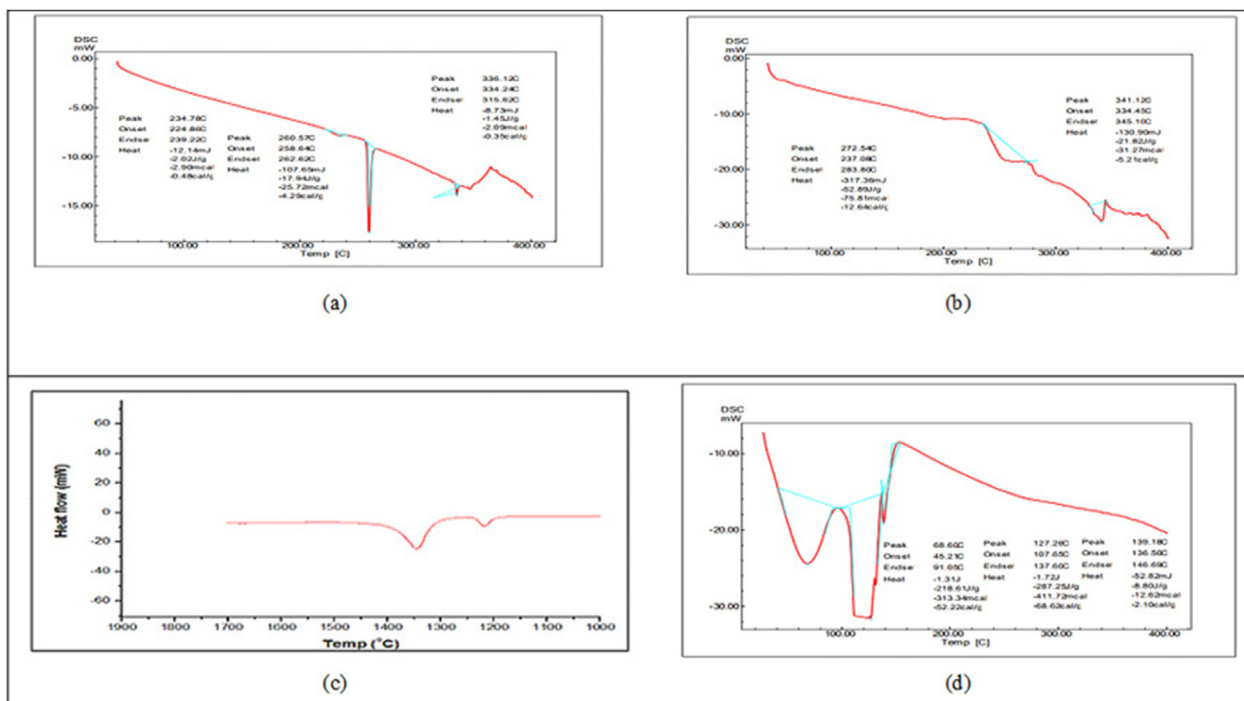 DSC
mW
0.00
-5.00
-10.00
-15.00
100.00
200.00
300.00
400.00
Temp [C]
Peak 234.78C
Onset 224.86C
Endset 239.22C
Heat -12.14mJ
-2.02J/g
-2.90mcal
-0.48cal/g
Peak 260.57C
Onset 258.64C
Endset 262.62C
Heat -107.65mJ
-17.94J/g
-25.72mcal
-4.29cal/g
Peak 336.12C
Onset 334.24C
Endset 315.62C
Heat -8.73mJ
-1.45J/g
-2.09mcal
-0.35cal/g
(a)
DSC
mW
0.00
-10.00
-20.00
-30.00
100.00
200.00
300.00
400.00
Temp [C]
Peak 272.54C
Onset 237.08C
Endset 283.80C
Heat -317.36mJ
-52.89J/g
-75.81mcal
-12.64cal/g
Peak 341.12C
Onset 334.45C
Endset 345.10C
Heat -130.90mJ
-21.82J/g
-31.27mcal
-5.21cal/g
(b)
Heat flow (mW)
60
40
20
0
-20
-40
-60
1900
1700
1500
1400
1300
1200
1100
1000
Temp (°C)
(c)
DSC
mW
-10.00
-20.00
-30.00
100.00
200.00
300.00
400.00
Temp [C]
Peak 68.60C
Onset 45.21C
Endset 91.05C
Heat -1.31J
-218.61J/g
-313.34mcal
-52.22cal/g
Peak 127.26C
Onset 107.65C
Endset 137.60C
Heat -1.72J
-287.25J/g
-411.72mcal
-68.62cal/g
Peak 139.18C
Onset 136.50C
Endset 146.69C
Heat -52.82mJ
-8.80J/g
-12.62mcal
-2.10cal/g
(d)